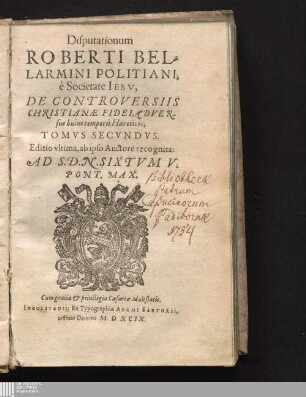 Disputationum
ROBERTI BEL-
LARMINI POLITIANI,
è Societate IESV,
DE CONTROVERSIIS
CHRISTIANÆ FIDEI, ADVER-
sus huius temporis Hæreticos,
TOMVS SECVNDVS.
Editio vltima, ab ipso Auctore recognita.
AD S.D.N. SIXTVM V.
PONT. MAX.
Bibliotheca
Patrum
Capucinorum
Padibornæ
Cum gratia & priuilegio Cæsareæ Maiestatis.
INGOLSTADII, Ex Typographia ADAMI SARTORII,
Anno Domini M. D. XCIX.